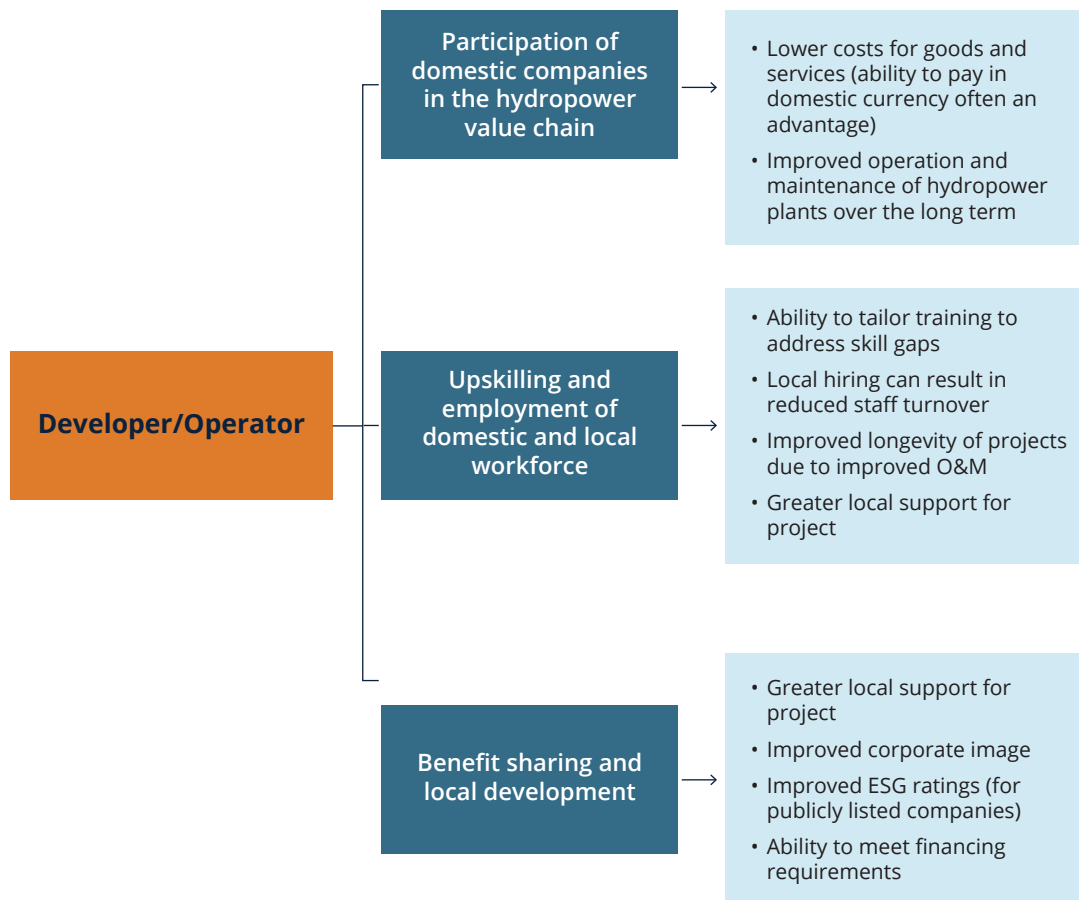 Participation of
domestic companies
in the hydropower
value chain
• Lower costs for goods and
services (ability to pay in
domestic currency often an
advantage)
• Improved operation and
maintenance of hydropower
plants over the long term
Developer/Operator
Upskilling and
employment of
domestic and local
workforce
• Ability to tailor training to
address skill gaps
• Local hiring can result in
reduced staff turnover
• Improved longevity of projects
due to improved O&M
• Greater local support for
project
Benefit sharing and
local development
• Greater local support for
project
• Improved corporate image
• Improved ESG ratings (for
publicly listed companies)
• Ability to meet financing
requirements